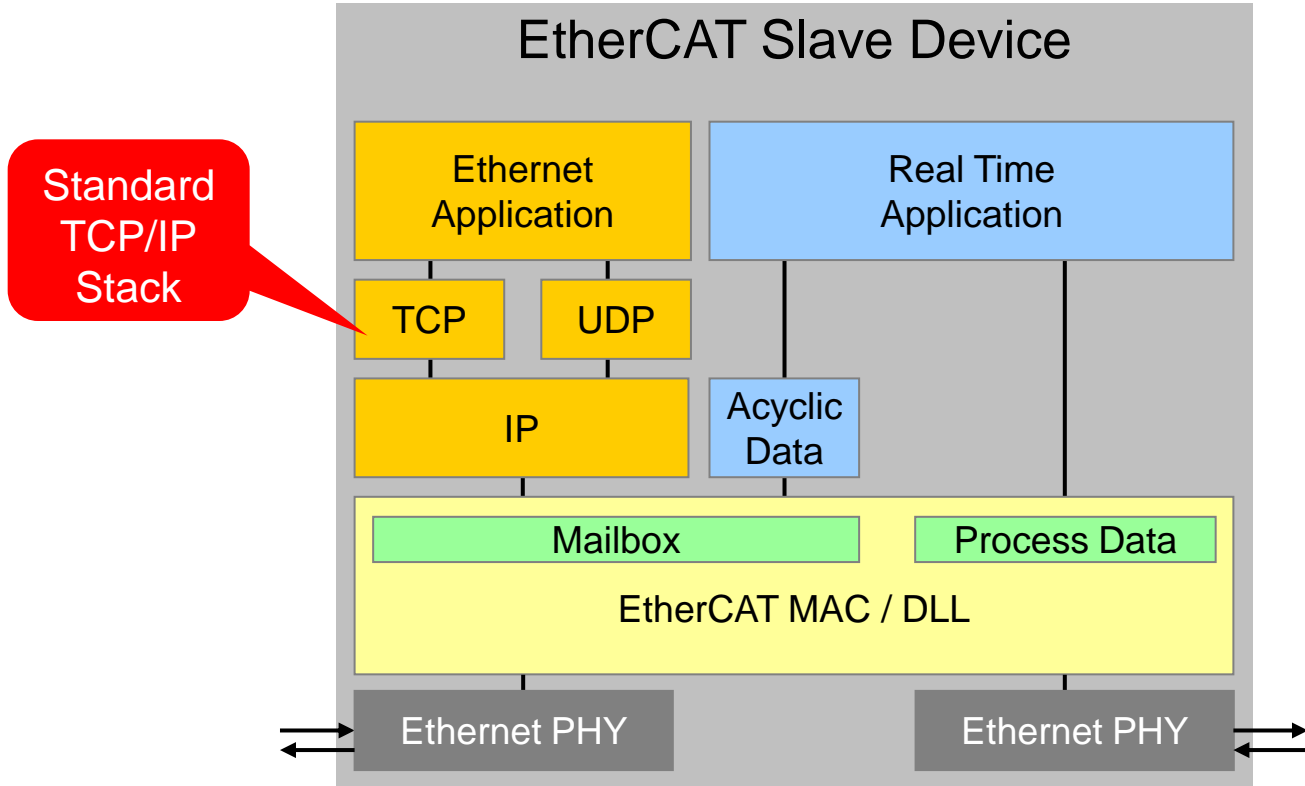 EtherCAT Slave Device
Standard
TCP/IP
Stack
Ethernet
Application
Real Time
Application
TCP
UDP
IP
Acyclic
Data
Mailbox
Process Data
EtherCAT MAC / DLL
Ethernet PHY
Ethernet PHY